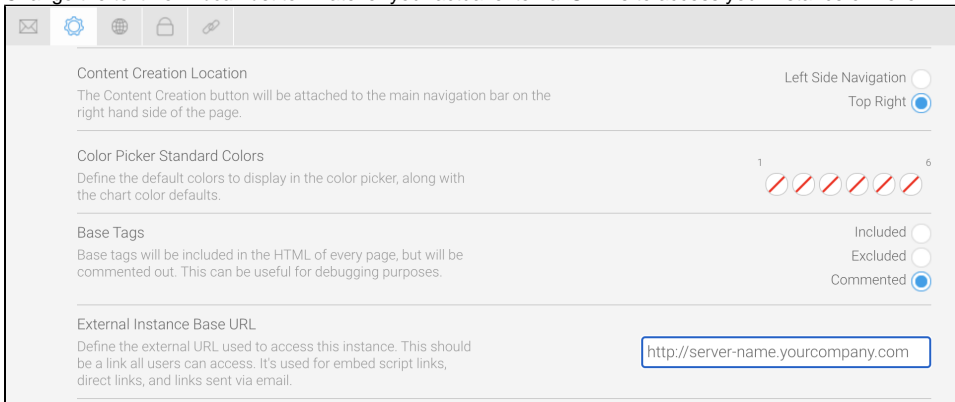 Content Creation Location
Left Side Navigation
The Content Creation button will be attached to the main navigation bar on the
right hand side of the page.
Top Right
Color Picker Standard Colors
1
6
Define the default colors to display in the color picker, along with
the chart color defaults.
Base Tags
Included
Base tags will be included in the HTML of every page, but will be
commented out. This can be useful for debugging purposes.
Excluded
Commented
External Instance Base URL
Define the external URL used to access this instance. This should
be a link all users can access. It's used for embed script links,
direct links, and links sent via email.
http://server-name.yourcompany.com